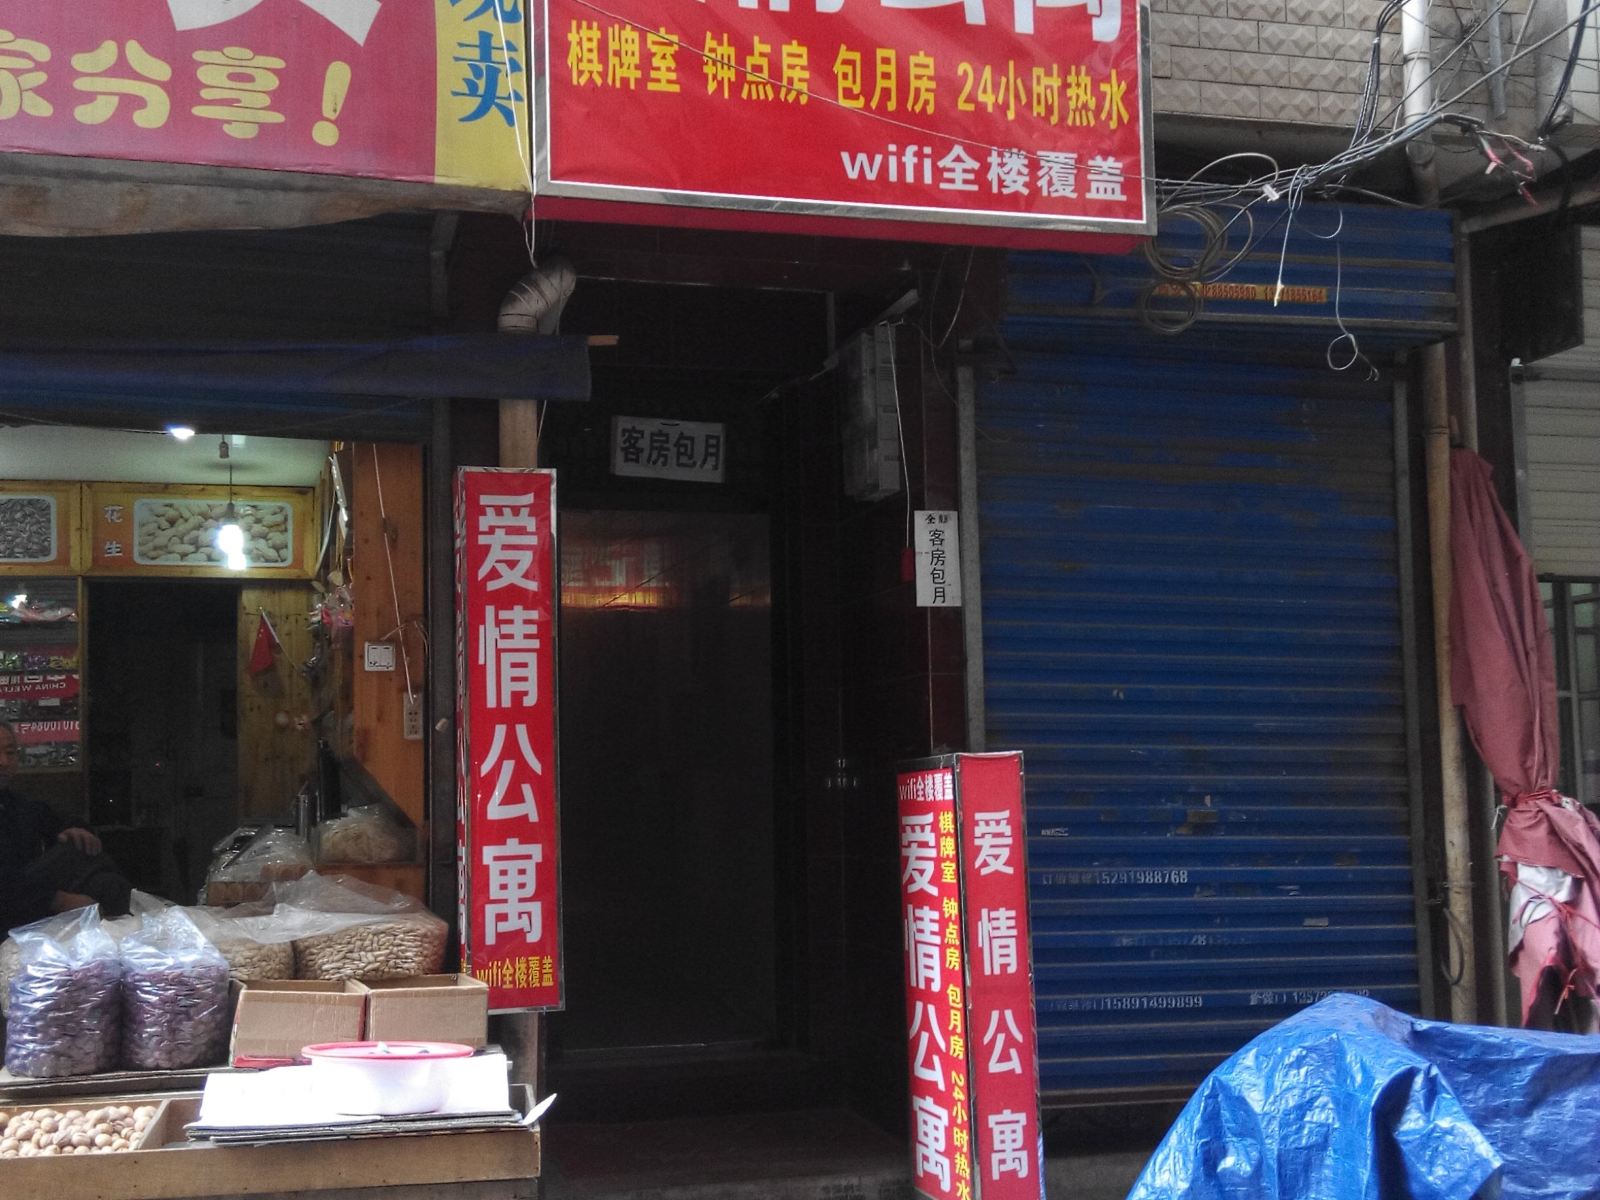 家分享!
现
卖
棋牌室 钟点房 包月房 24小时热水
wifi全楼覆盖
客房包月
花生
爱情公寓
wifi全楼覆盖
客房包月
wifi全楼覆盖
爱情公寓
棋牌室 钟点房 包月房 24小时热水
爱情公寓
15291988768
15891499899